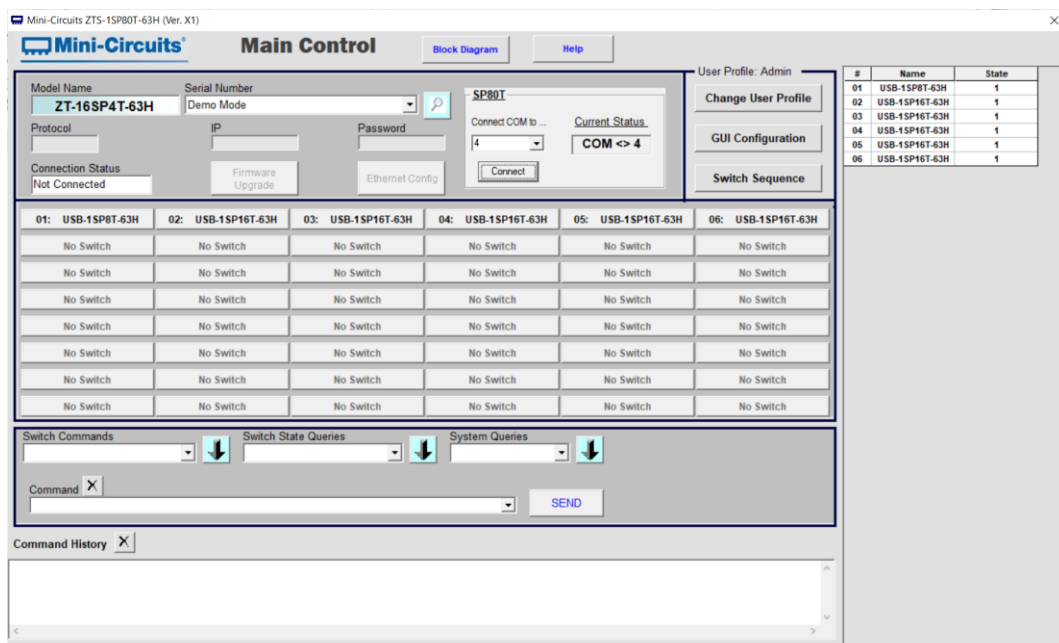 Mini-Circuits ZTS-1SP80T-63H (Ver. X1)
Mini-Circuits® Main Control Block Diagram Help
User Profile: Admin
Model Name Serial Number
ZT-16SP4T-63H Demo Mode
Protocol IP Password
Connection Status
Not Connected
Firmware
Upgrade
Ethernet Config
SP80T
Connect COM to ... Current Status
4 COM <> 4
Connect
Change User Profile
GUI Configuration
Switch Sequence
01: USB-1SP8T-63H 02: USB-1SP16T-63H 03: USB-1SP16T-63H 04: USB-1SP16T-63H 05: USB-1SP16T-63H 06: USB-1SP16T-63H
No Switch No Switch No Switch No Switch No Switch No Switch
No Switch No Switch No Switch No Switch No Switch No Switch
No Switch No Switch No Switch No Switch No Switch No Switch
No Switch No Switch No Switch No Switch No Switch No Switch
No Switch No Switch No Switch No Switch No Switch No Switch
No Switch No Switch No Switch No Switch No Switch No Switch
No Switch No Switch No Switch No Switch No Switch No Switch
Switch Commands Switch State Queries System Queries
Command X
SEND
Command History X
# Name State
01 USB-1SP8T-63H 1
02 USB-1SP16T-63H 1
03 USB-1SP16T-63H 1
04 USB-1SP16T-63H 1
05 USB-1SP16T-63H 1
06 USB-1SP16T-63H 1